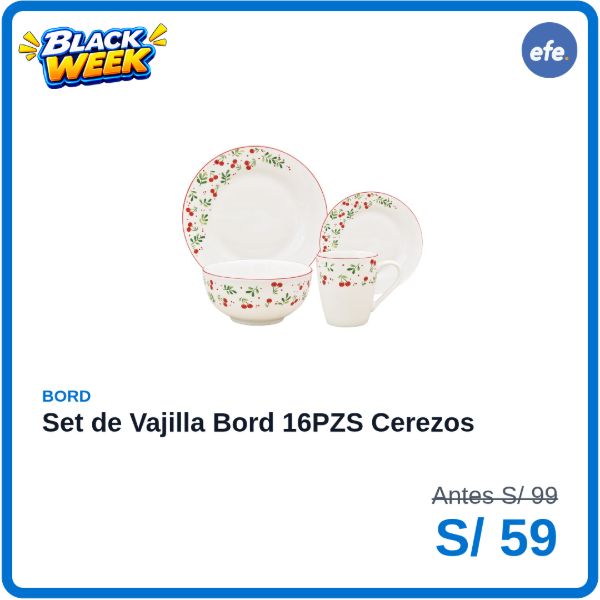 BLACK
WEEK
efe.
BORD
Set de Vajilla Bord 16PZS Cerezos
Antes S/ 99
S/ 59